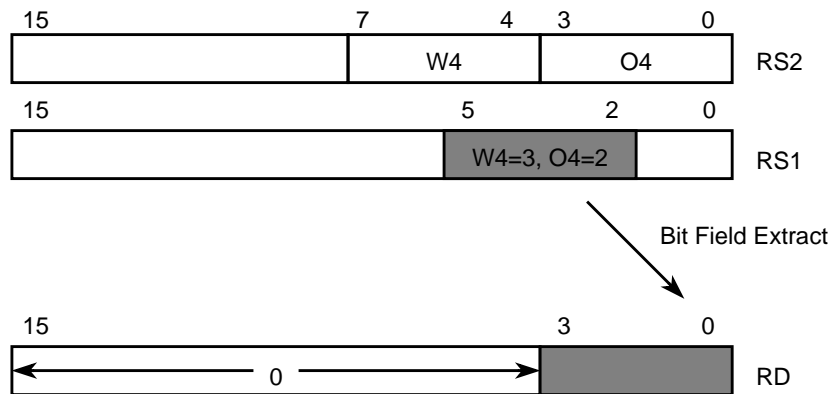 15 7 4 3 0
W4 O4 RS2
15 5 2 0
W4=3, O4=2 RS1
Bit Field Extract
15 3 0
0 RD